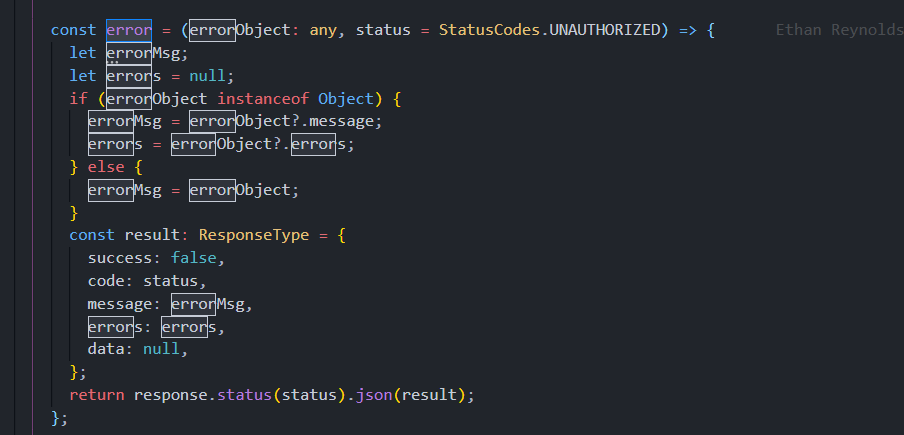 const error = (errorObject: any, status = StatusCodes.UNAUTHORIZED) => { Ethan Reynolds
let errorMsg;
let errors = null;
if (errorObject instanceof Object) {
errorMsg = errorObject?.message;
errors = errorObject?.errors;
} else {
errorMsg = errorObject;
}
const result: ResponseType = {
success: false,
code: status,
message: errorMsg,
errors: errors,
data: null,
};
return response.status(status).json(result);
};